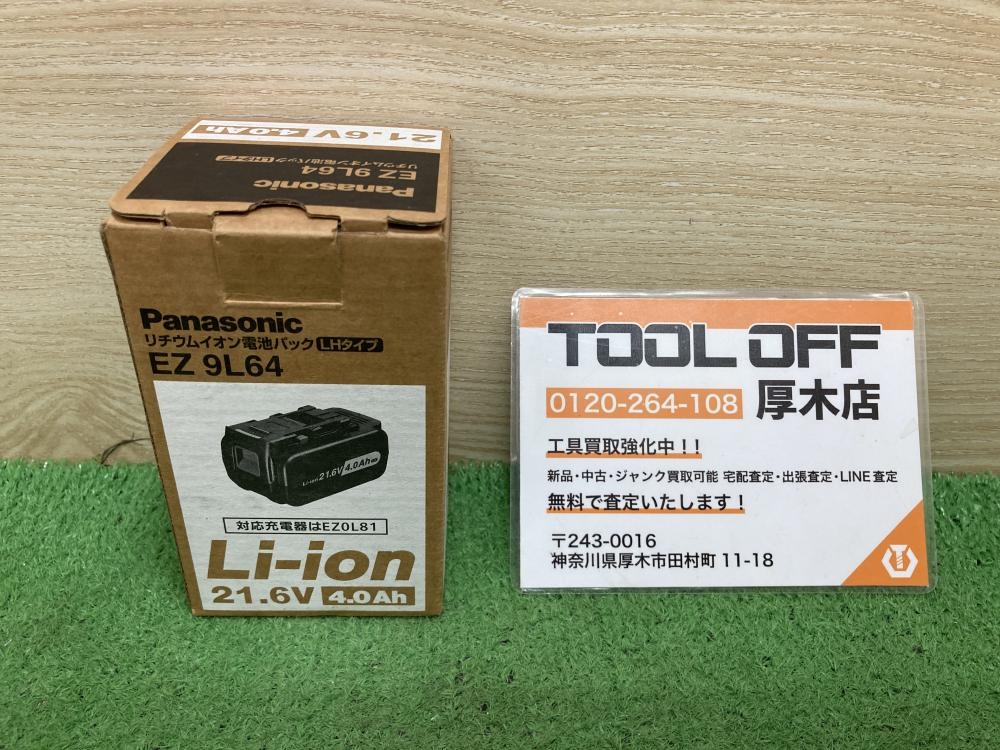 21.6V 4.0Ah
Panasonic
EZ 9L64
リチウムイオン電池パック LHタイプ
Panasonic
リチウムイオン電池パック LHタイプ
EZ 9L64
Li-ion 21.6V 4.0Ah
対応充電器はEZ0L81
Li-ion
21.6V 4.0Ah
TOOL OFF
0120-264-108 厚木店
工具買取強化中!!
新品・中古・ジャンク買取可能 宅配査定・出張査定・LINE査定
無料で査定いたします!
〒243-0016
神奈川県厚木市田村町 11-18